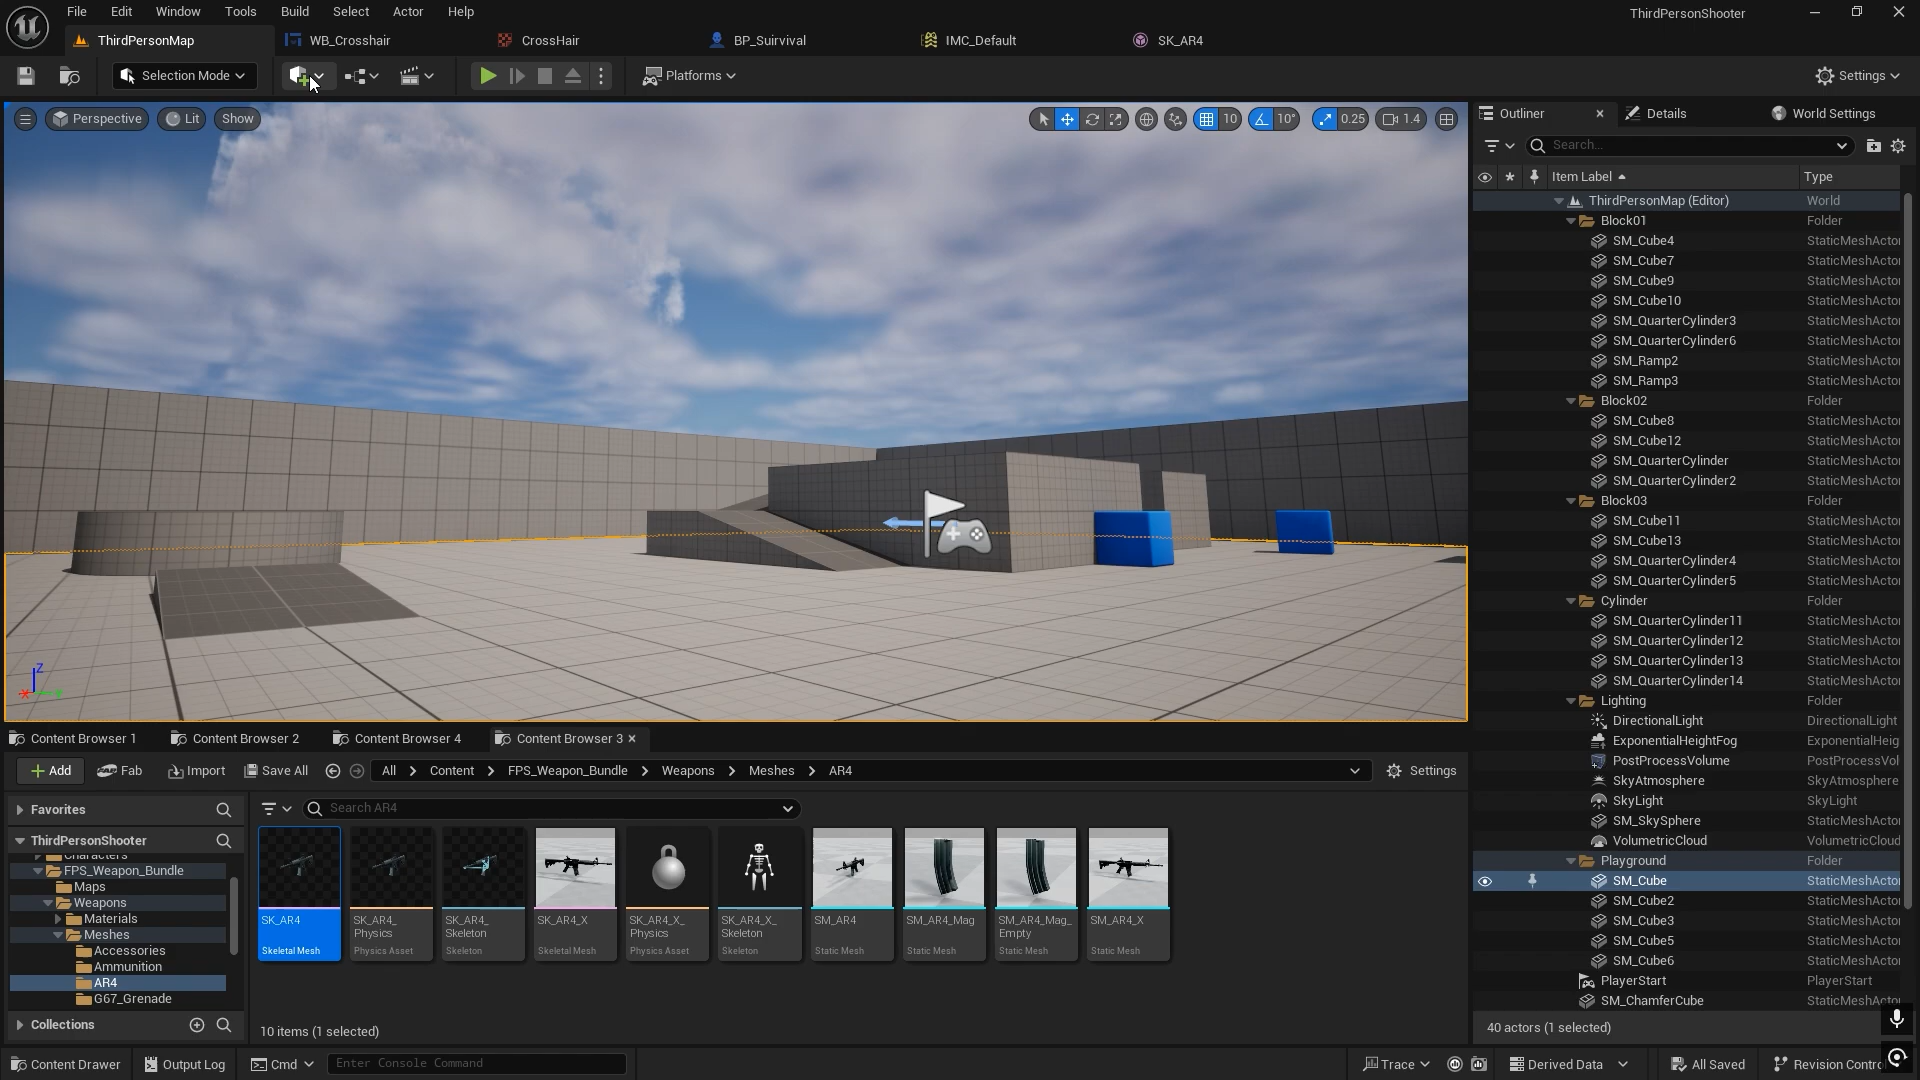 File Edit Window Tools Build Select Actor Help
ThirdPersonShooter
ThirdPersonMap
WB_Crosshair
CrossHair
BP_Suirvival
IMC_Default
SK_AR4
Selection Mode
Platforms
Settings
Perspective
Lit
Show
10
10°
0.25
1.4
Z
X
Y
Outliner
Details
World Settings
Search...
Item Label
Type
ThirdPersonMap (Editor) World
Block01 Folder
SM_Cube4 StaticMeshActor
SM_Cube7 StaticMeshActor
SM_Cube9 StaticMeshActor
SM_Cube10 StaticMeshActor
SM_QuarterCylinder3 StaticMeshActor
SM_QuarterCylinder6 StaticMeshActor
SM_Ramp2 StaticMeshActor
SM_Ramp3 StaticMeshActor
Block02 Folder
SM_Cube8 StaticMeshActor
SM_Cube12 StaticMeshActor
SM_QuarterCylinder StaticMeshActor
SM_QuarterCylinder2 StaticMeshActor
Block03 Folder
SM_Cube11 StaticMeshActor
SM_Cube13 StaticMeshActor
SM_QuarterCylinder4 StaticMeshActor
SM_QuarterCylinder5 StaticMeshActor
Cylinder Folder
SM_QuarterCylinder11 StaticMeshActor
SM_QuarterCylinder12 StaticMeshActor
SM_QuarterCylinder13 StaticMeshActor
SM_QuarterCylinder14 StaticMeshActor
Lighting Folder
DirectionalLight DirectionalLight
ExponentialHeightFog ExponentialHeig
PostProcessVolume PostProcessVol
SkyAtmosphere SkyAtmosphere
SkyLight SkyLight
SM_SkySphere StaticMeshActor
VolumetricCloud VolumetricCloud
Playground Folder
SM_Cube StaticMeshActor
SM_Cube2 StaticMeshActor
SM_Cube3 StaticMeshActor
SM_Cube5 StaticMeshActor
SM_Cube6 StaticMeshActor
PlayerStart PlayerStart
SM_ChamferCube StaticMeshActor
40 actors (1 selected)
Content Browser 1
Content Browser 2
Content Browser 4
Content Browser 3
Add
Fab
Import
Save All
All > Content > FPS_Weapon_Bundle > Weapons > Meshes > AR4
Settings
Favorites
ThirdPersonShooter
Characters
FPS_Weapon_Bundle
Maps
Weapons
Materials
Meshes
Accessories
Ammunition
AR4
G67_Grenade
Collections
Search AR4
SK_AR4
Skeletal Mesh
SK_AR4_
Physics
Physics Asset
SK_AR4_
Skeleton
Skeleton
SK_AR4_X
Skeletal Mesh
SK_AR4_X_
Physics
Physics Asset
SK_AR4_X_
Skeleton
Skeleton
SM_AR4
Static Mesh
SM_AR4_Mag
Static Mesh
SM_AR4_Mag_
Empty
Static Mesh
SM_AR4_X
Static Mesh
10 items (1 selected)
Content Drawer
Output Log
Cmd
Enter Console Command
Trace
Derived Data
All Saved
Revision Contro